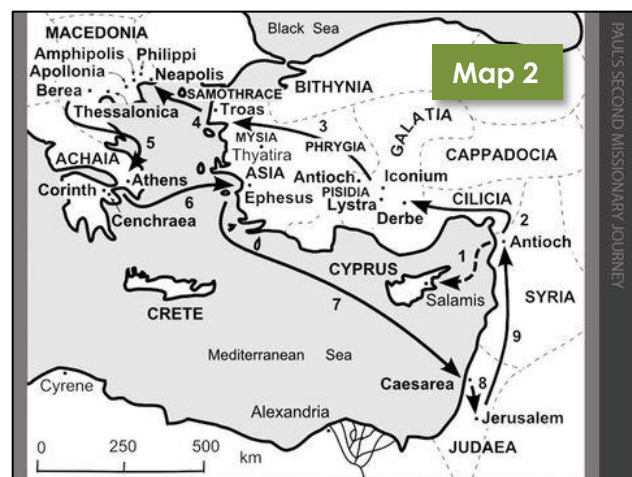 Black Sea
MACEDONIA
Amphipolis Philippi
Apollonia Neapolis
Berea
Thessalonica
SAMOTHRACE
Troas
BITHYNIA
Map 2
PAUL'S SECOND MISSIONARY JOURNEY
3
4
MYSIA
PHRYGIA
GALATIA
CAPPADOCIA
5
Thyatira
ACHAIA
Athens
ASIA
Antioch
Iconium
PISIDIA
Lystra
CILICIA
Corinth
6
Ephesus
Derbe
2
Cenchraea
Antioch
1
CYPRUS
Salamis
SYRIA
CRETE
7
9
Mediterranean Sea
Cyrene
Caesarea
8
Alexandria
Jerusalem
JUDAEA
0 250 500
km